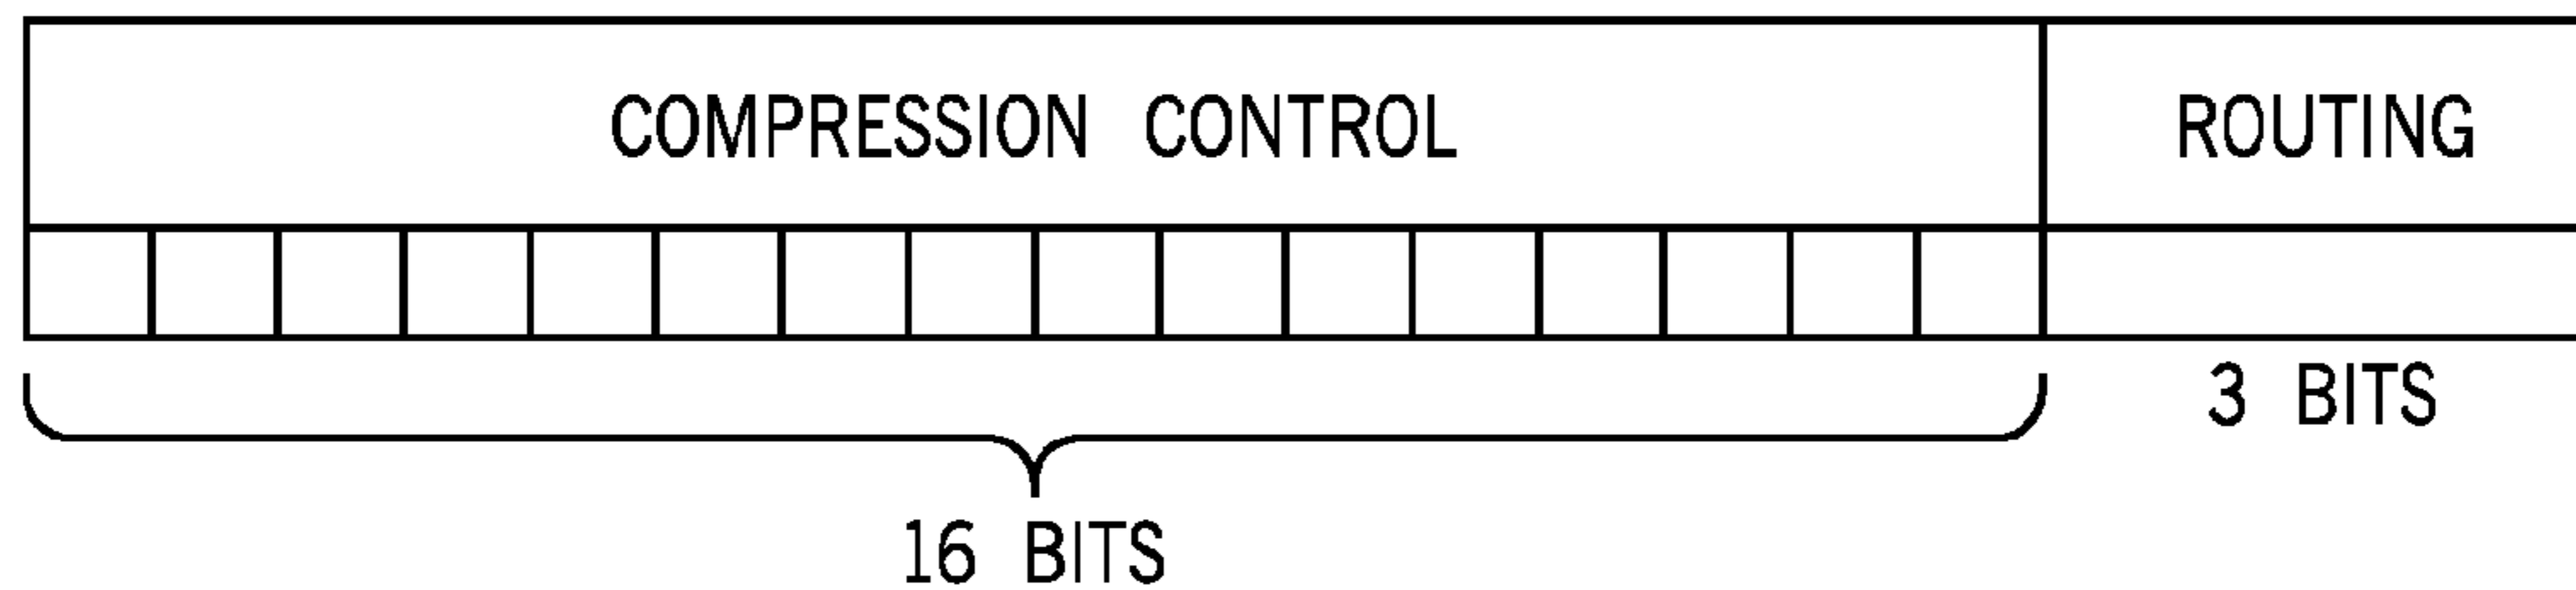 COMPRESSION CONTROL ROUTING
3 BITS
16 BITS